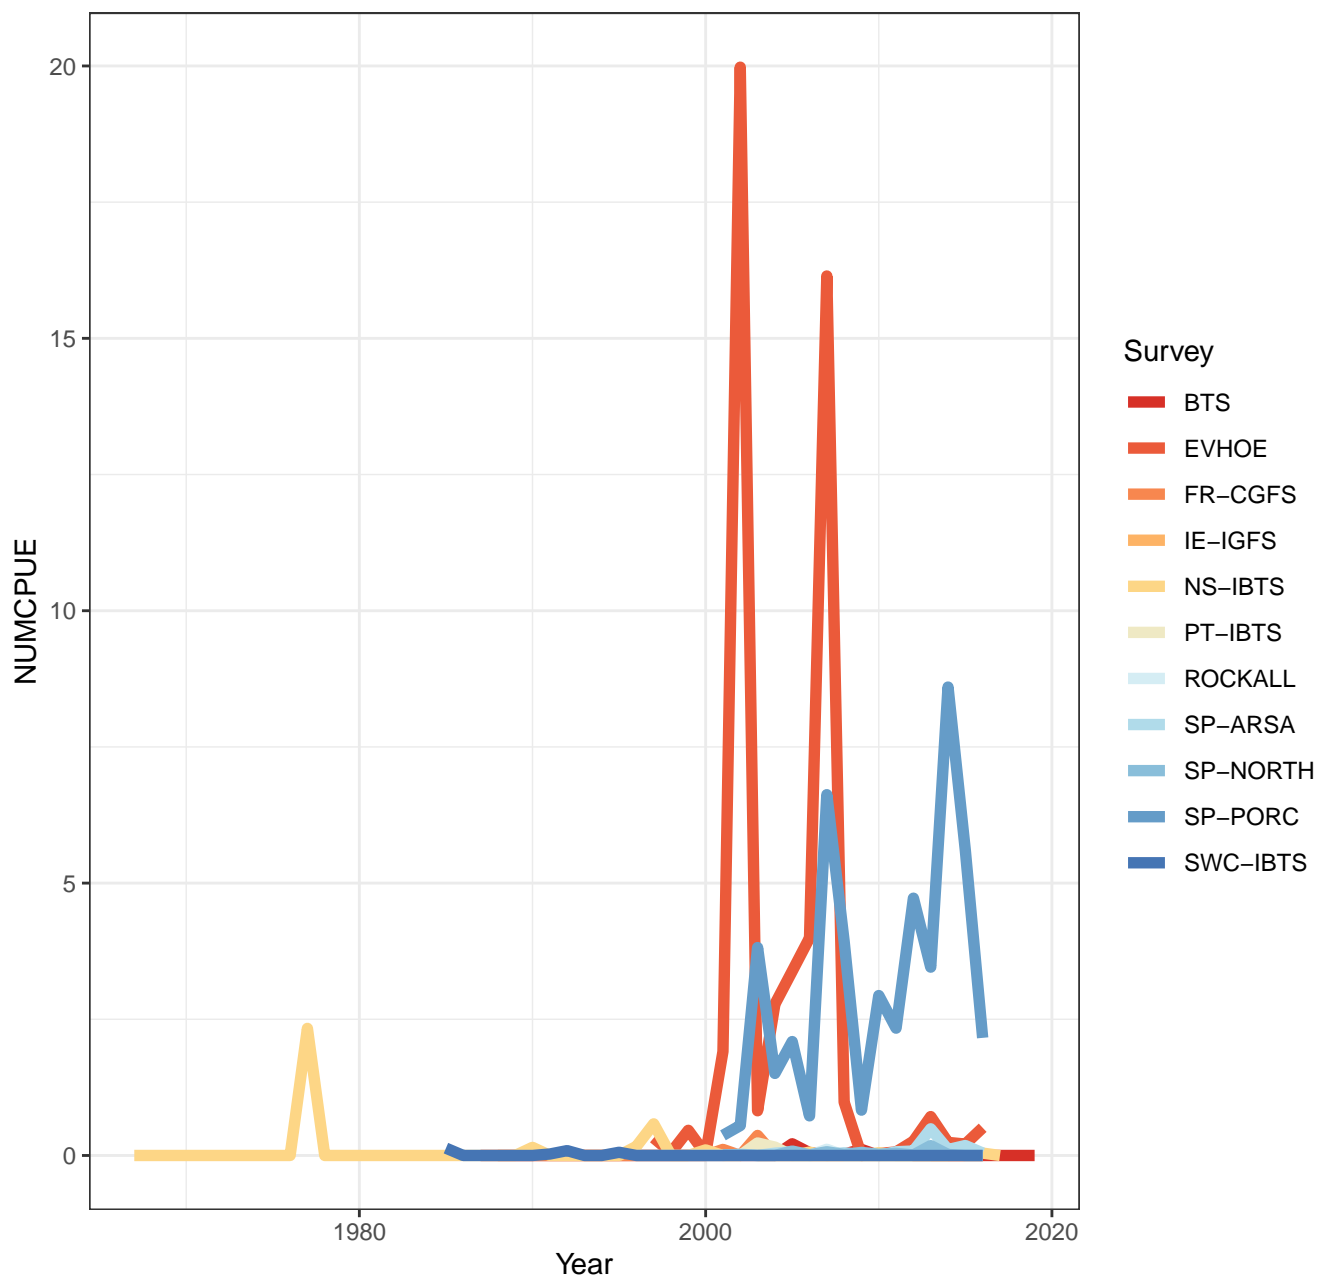 20
15
10
5
0
NUMCPUE
1980
2000
2020
Year
Survey
BTS
EVHOE
FR−CGFS
IE−IGFS
NS−IBTS
PT−IBTS
ROCKALL
SP−ARSA
SP−NORTH
SP−PORC
SWC−IBTS